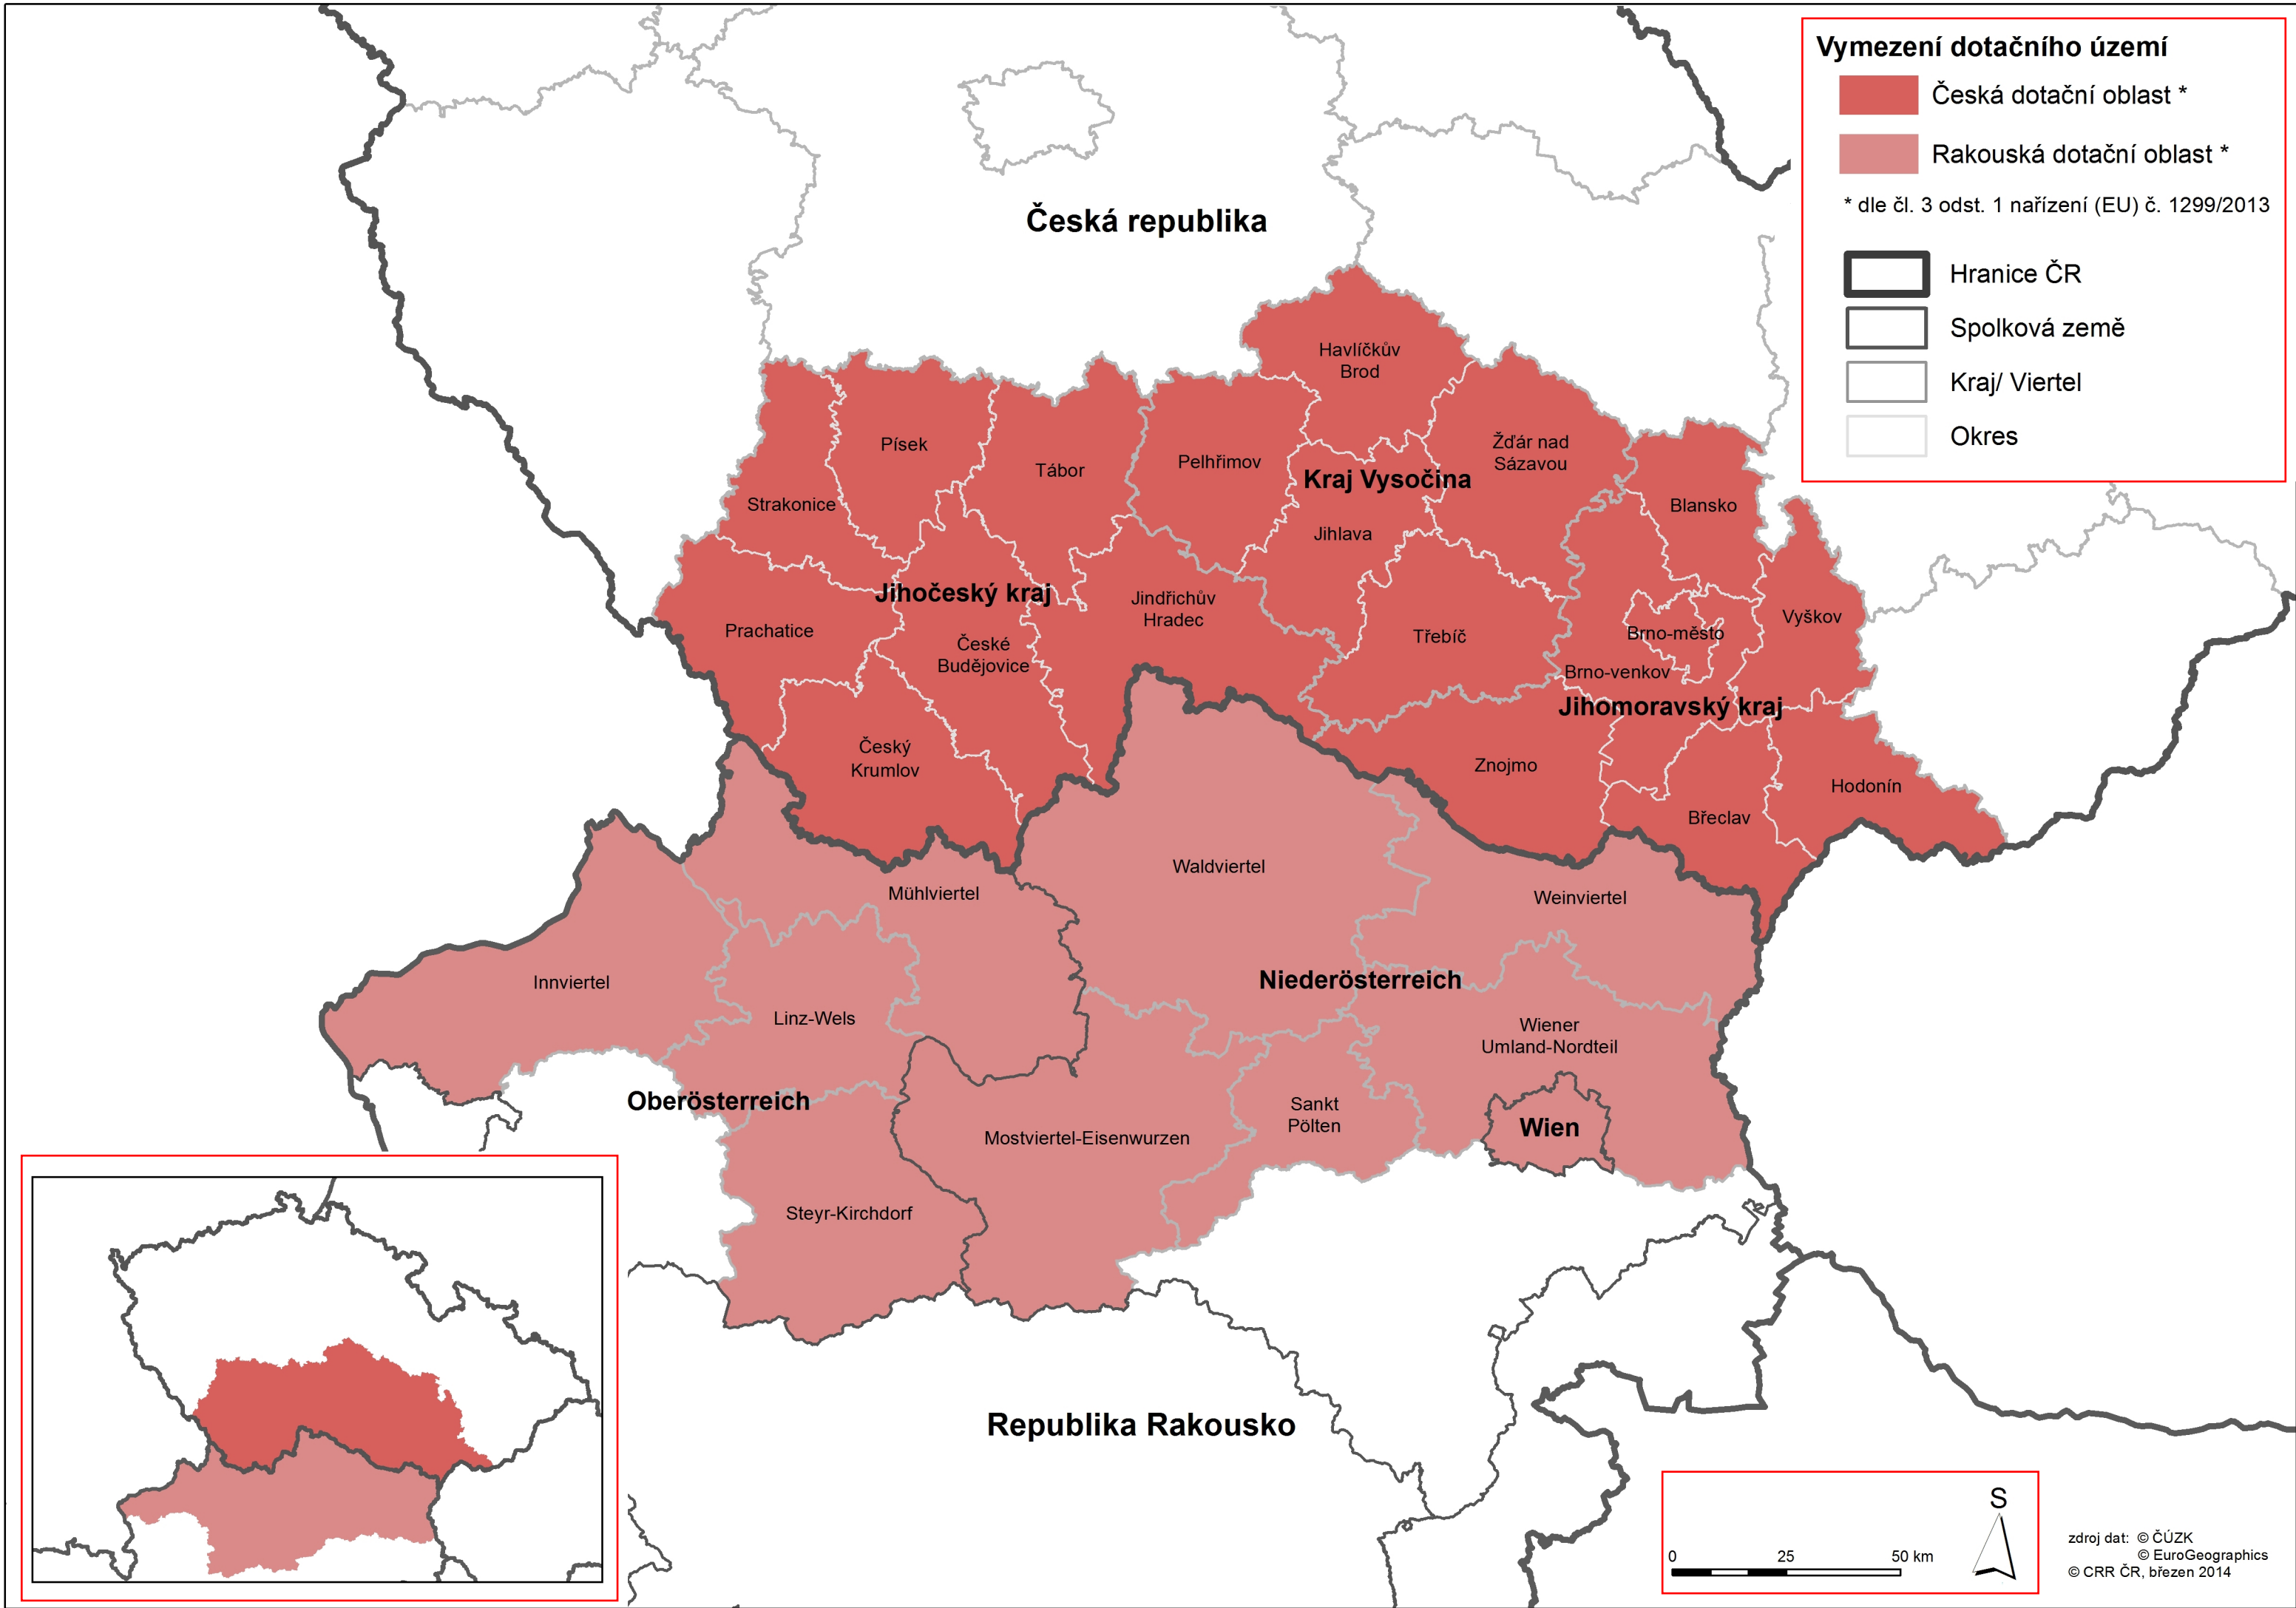 Vymezení dotačního území
Česká dotační oblast *
Rakouská dotační oblast *
* dle čl. 3 odst. 1 nařízení (EU) č. 1299/2013
Hranice ČR
Spolková země
Kraj/ Viertel
Okres
Česká republika
Havlíčkův
Brod
Písek
Tábor
Pelhřimov
Žďár nad
Sázavou
Kraj Vysočina
Strakonice
Jihlava
Blansko
Jihočeský kraj
Jindřichův
Hradec
Prachatice
České
Budějovice
Třebíč
Brno-město
Vyškov
Brno-venkov
Jihomoravský kraj
Český
Krumlov
Znojmo
Hodonín
Břeclav
Waldviertel
Mühlviertel
Weinviertel
Innviertel
Niederösterreich
Linz-Wels
Wiener
Umland-Nordteil
Oberösterreich
Sankt
Pölten
Wien
Mostviertel-Eisenwurzen
Steyr-Kirchdorf
Republika Rakousko
S
0 25 50 km
zdroj dat: © ČÚZK
© EuroGeographics
© CRR ČR, březen 2014